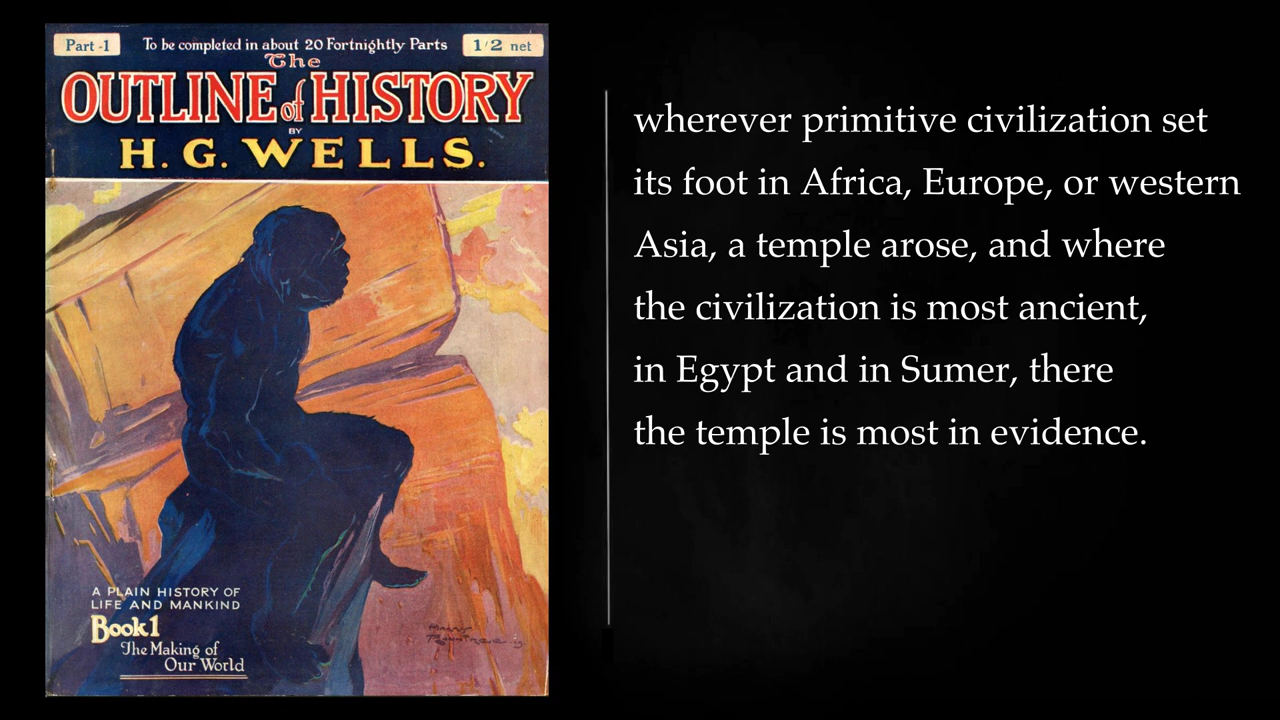 Part -1
To be completed in about 20 Fortnightly Parts
1/2 net
The
OUTLINE of HISTORY
BY
H. G. WELLS.
A PLAIN HISTORY OF
LIFE AND MANKIND
Book 1
The Making of
Our World
wherever primitive civilization set
its foot in Africa, Europe, or western
Asia, a temple arose, and where
the civilization is most ancient,
in Egypt and in Sumer, there
the temple is most in evidence.